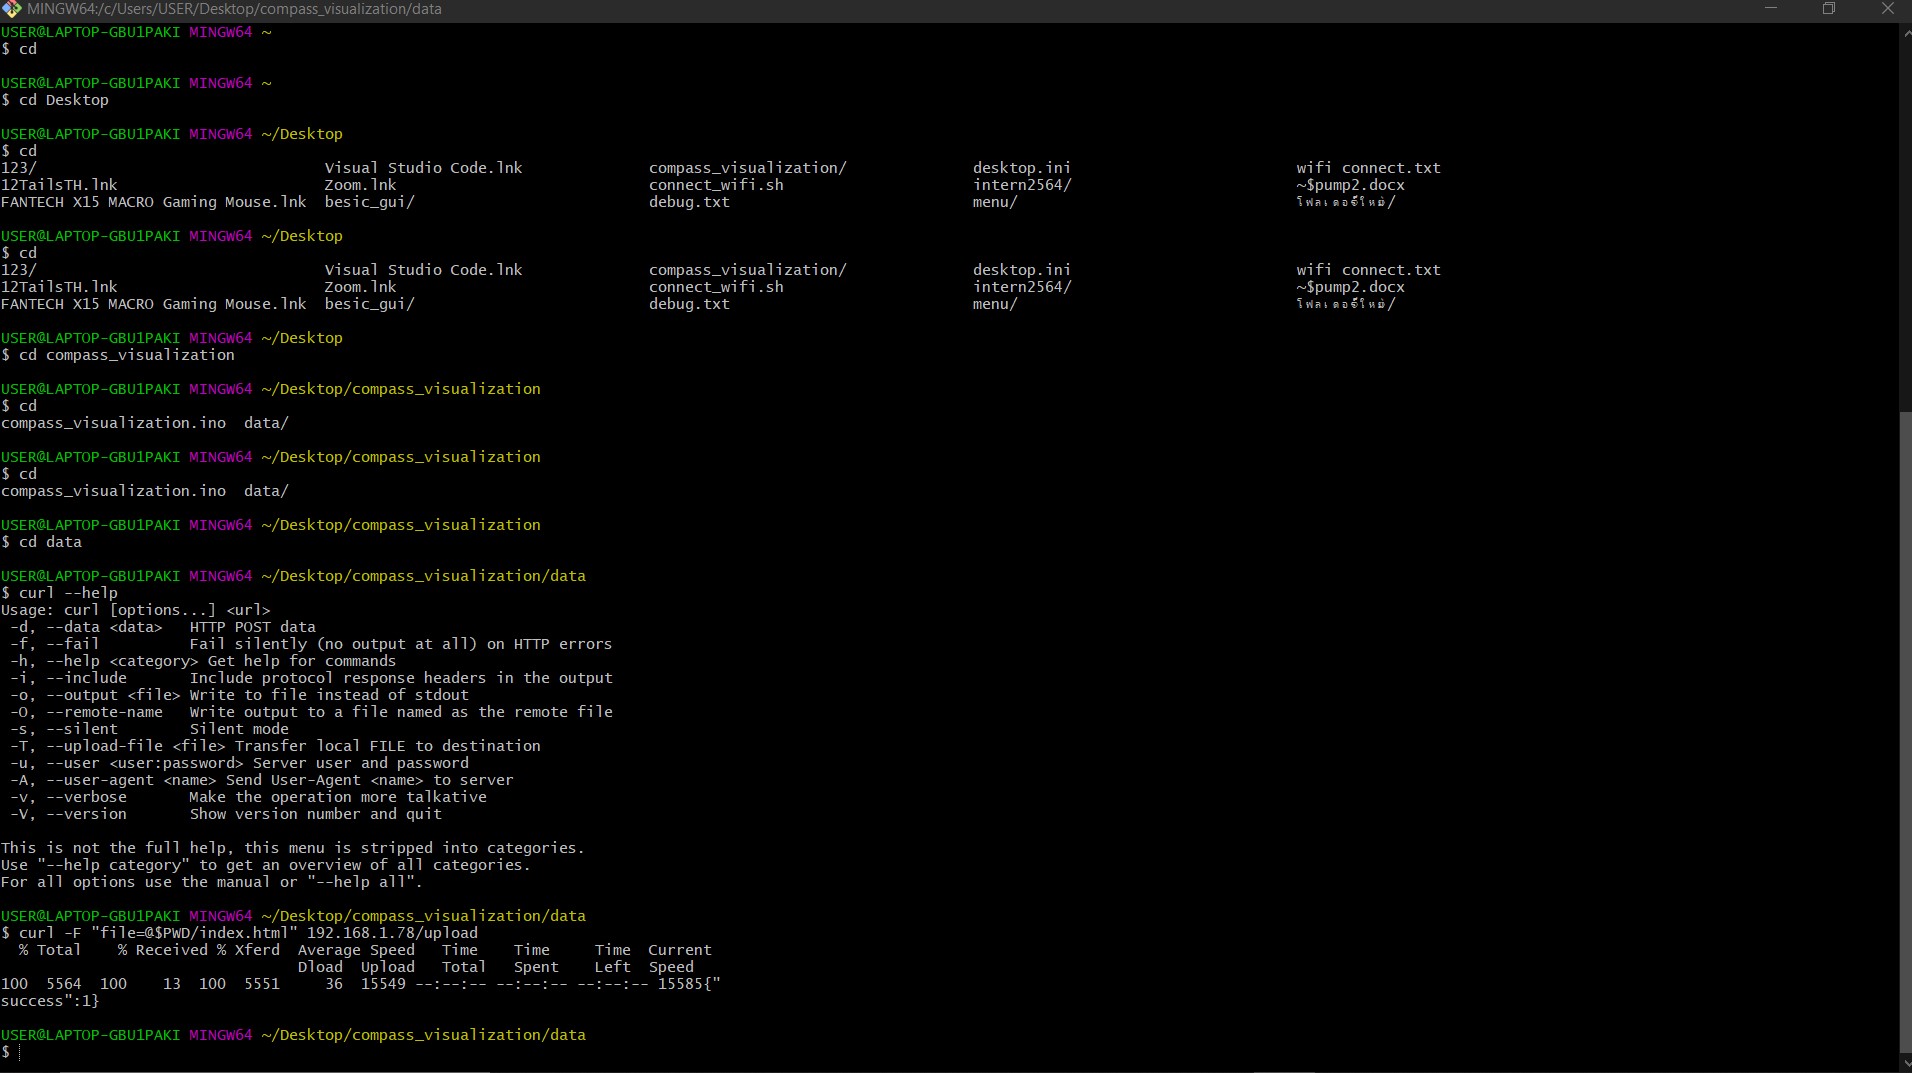 MINGW64:/c/Users/USER/Desktop/compass_visualization/data
USER@LAPTOP-GBU1PAKI MINGW64 ~
$ cd
USER@LAPTOP-GBU1PAKI MINGW64 ~
$ cd Desktop
USER@LAPTOP-GBU1PAKI MINGW64 ~/Desktop
$ cd
123/ Visual Studio Code.lnk compass_visualization/ desktop.ini wifi connect.txt
12TailsTH.lnk Zoom.lnk connect_wifi.sh intern2564/ ~$pump2.docx
FANTECH X15 MACRO Gaming Mouse.lnk besic_gui/ debug.txt menu/ โฟลเดอร์ใหม่/
USER@LAPTOP-GBU1PAKI MINGW64 ~/Desktop
$ cd
123/ Visual Studio Code.lnk compass_visualization/ desktop.ini wifi connect.txt
12TailsTH.lnk Zoom.lnk connect_wifi.sh intern2564/ ~$pump2.docx
FANTECH X15 MACRO Gaming Mouse.lnk besic_gui/ debug.txt menu/ โฟลเดอร์ใหม่/
USER@LAPTOP-GBU1PAKI MINGW64 ~/Desktop
$ cd compass_visualization
USER@LAPTOP-GBU1PAKI MINGW64 ~/Desktop/compass_visualization
$ cd
compass_visualization.ino data/
USER@LAPTOP-GBU1PAKI MINGW64 ~/Desktop/compass_visualization
$ cd
compass_visualization.ino data/
USER@LAPTOP-GBU1PAKI MINGW64 ~/Desktop/compass_visualization
$ cd data
USER@LAPTOP-GBU1PAKI MINGW64 ~/Desktop/compass_visualization/data
$ curl --help
Usage: curl [options...] <url>
-d, --data <data> HTTP POST data
-f, --fail Fail silently (no output at all) on HTTP errors
-h, --help <category> Get help for commands
-i, --include Include protocol response headers in the output
-o, --output <file> Write to file instead of stdout
-O, --remote-name Write output to a file named as the remote file
-s, --silent Silent mode
-T, --upload-file <file> Transfer local FILE to destination
-u, --user <user:password> Server user and password
-A, --user-agent <name> Send User-Agent <name> to server
-v, --verbose Make the operation more talkative
-V, --version Show version number and quit
This is not the full help, this menu is stripped into categories.
Use "--help category" to get an overview of all categories.
For all options use the manual or "--help all".
USER@LAPTOP-GBU1PAKI MINGW64 ~/Desktop/compass_visualization/data
$ curl -F "file=@$PWD/index.html" 192.168.1.78/upload
% Total % Received % Xferd Average Speed Time Time Time Current
Dload Upload Total Spent Left Speed
100 5564 100 13 100 5551 36 15549 --:--:-- --:--:-- --:--:-- 15585{"
success":1}
USER@LAPTOP-GBU1PAKI MINGW64 ~/Desktop/compass_visualization/data
$